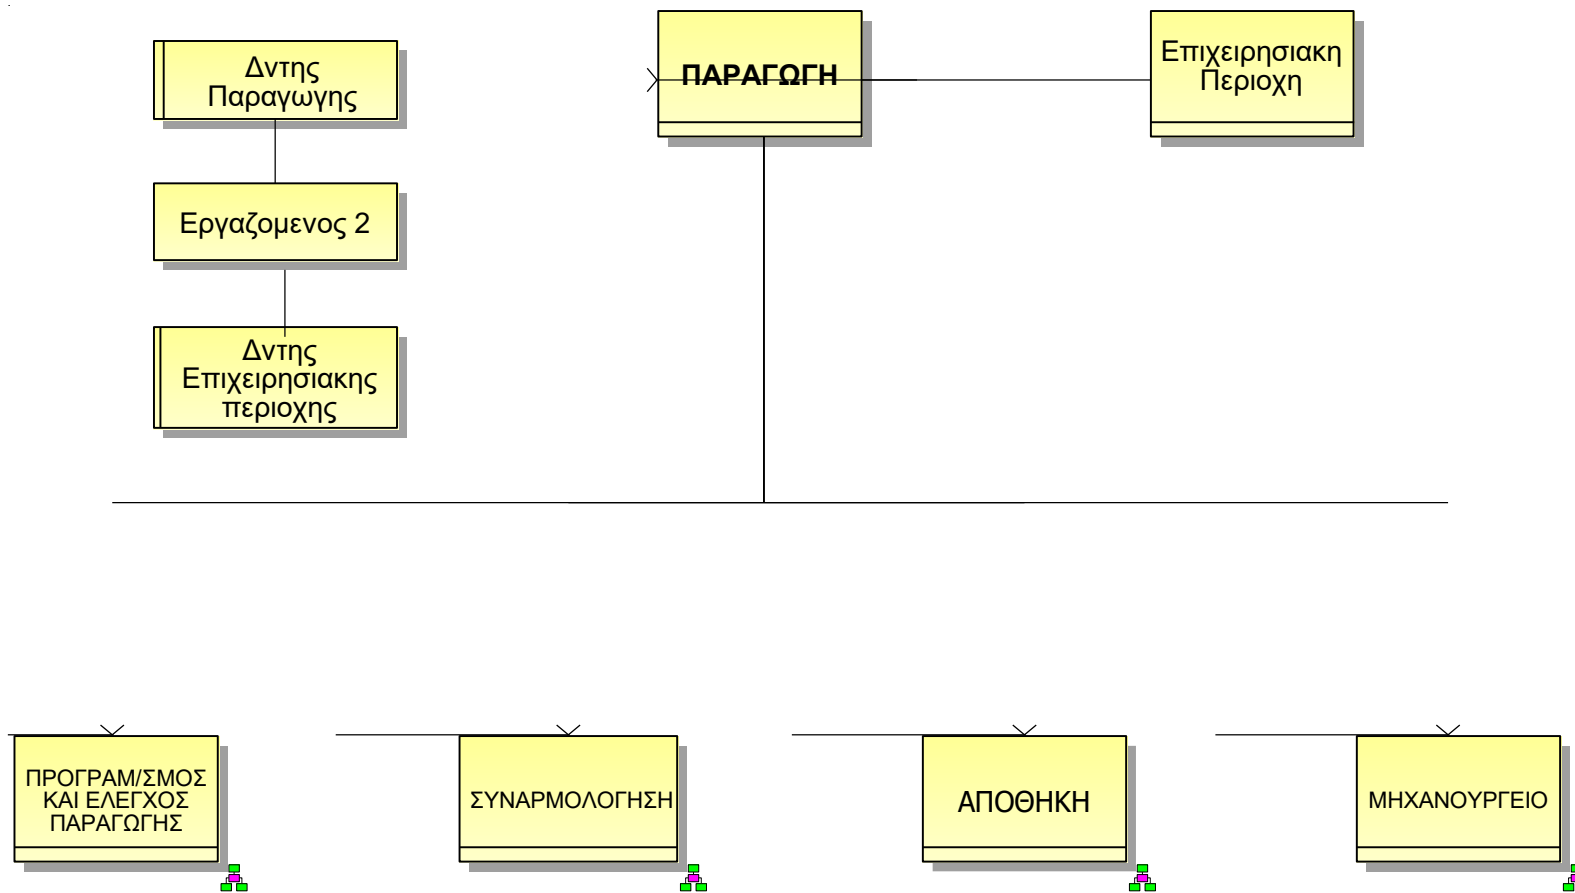 Δντης
Παραγωγης
ΠΑΡΑΓΩΓΗ
Επιχειρησιακη
Περιοχη
Εργαζομενος 2
Δντης
Επιχειρησιακης
περιοχης
ΠΡΟΓΡΑΜ/ΣΜΟΣ
ΚΑΙ ΕΛΕΓΧΟΣ
ΠΑΡΑΓΩΓΗΣ
ΣΥΝΑΡΜΟΛΟΓΗΣΗ
ΑΠΟΘΗΚΗ
ΜΗΧΑΝΟΥΡΓΕΙΟ